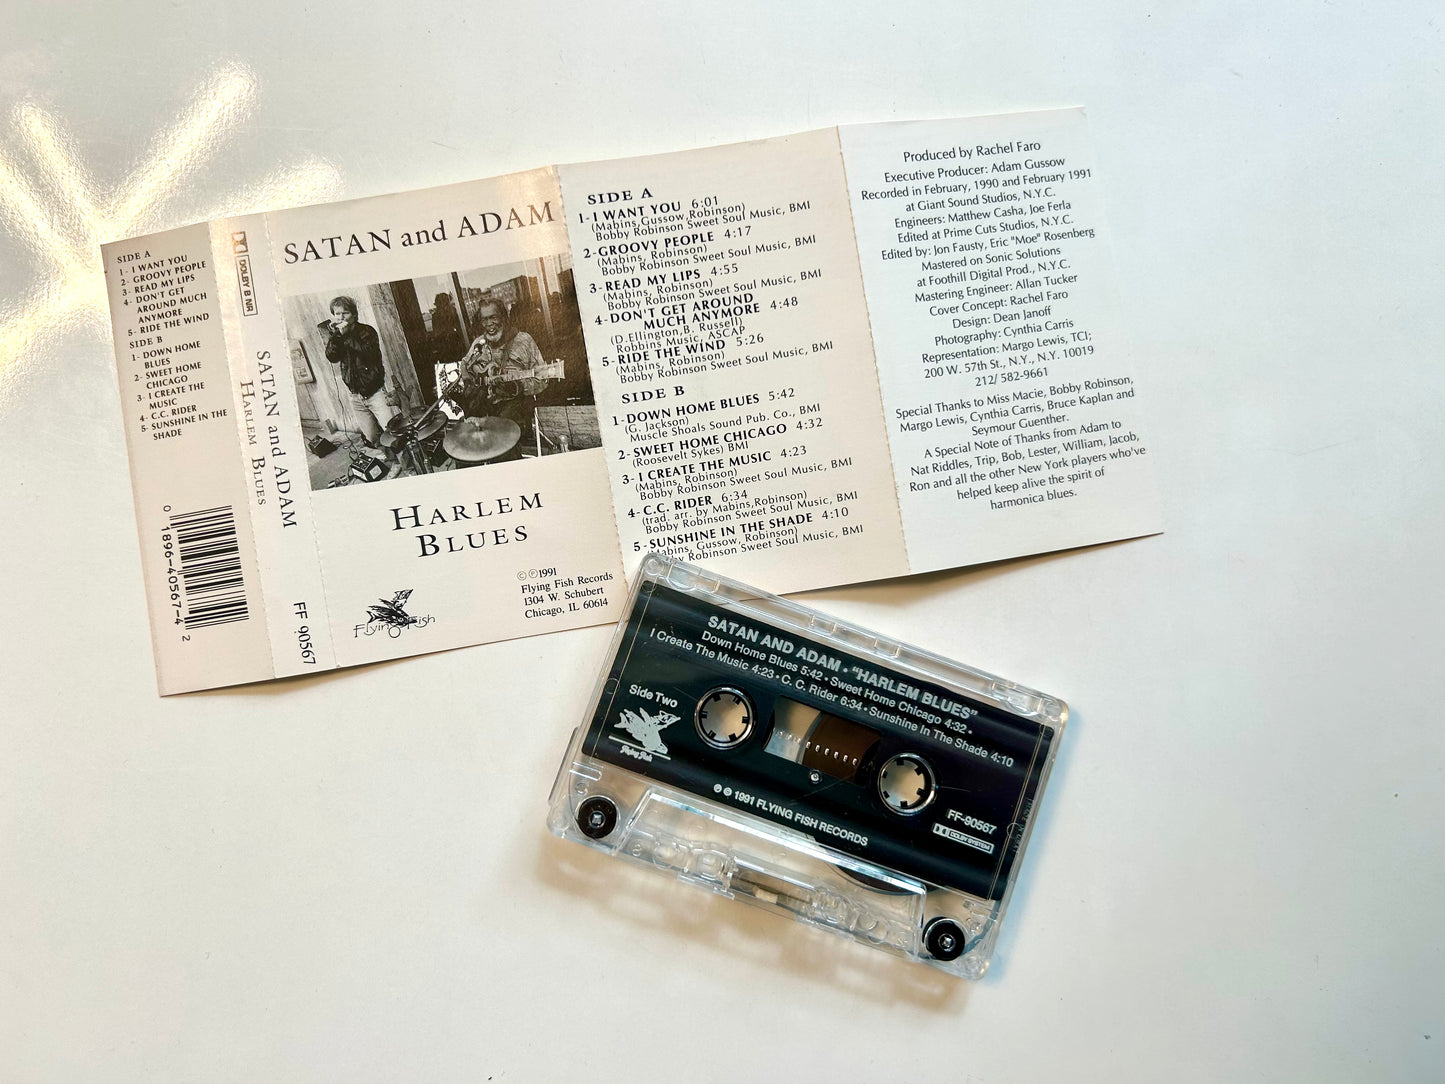 SIDE A
1- I WANT YOU
2- GROOVY PEOPLE
3- READ MY LIPS
4- DON'T GET
AROUND MUCH
ANYMORE
5- RIDE THE WIND
SIDE B
1- DOWN HOME
BLUES
2- SWEET HOME
CHICAGO
3- I CREATE THE
MUSIC
4- C.C. RIDER
5- SUNSHINE IN THE
SHADE
0 1896-40567-4 2
DOLBY B NR
SATAN and ADAM
HARLEM BLUES
FF 90567
SATAN and ADAM
HARLEM
BLUES
Flying Fish
©℗1991
Flying Fish Records
1304 W. Schubert
Chicago, IL 60614
SIDE A
1- I WANT YOU 6:01
(Mabins,Gussow,Robinson)
Bobby Robinson Sweet Soul Music, BMI
2- GROOVY PEOPLE 4:17
(Mabins, Robinson)
Bobby Robinson Sweet Soul Music, BMI
3- READ MY LIPS 4:55
(Mabins, Robinson)
Bobby Robinson Sweet Soul Music, BMI
4- DON'T GET AROUND
MUCH ANYMORE 4:48
(D.Ellington,B. Russell)
Robbins Music, ASCAP
5- RIDE THE WIND 5:26
(Mabins, Robinson)
Bobby Robinson Sweet Soul Music, BMI
SIDE B
1- DOWN HOME BLUES 5:42
(G. Jackson)
Muscle Shoals Sound Pub. Co., BMI
2- SWEET HOME CHICAGO 4:32
(Roosevelt Sykes) BMI
3- I CREATE THE MUSIC 4:23
(Mabins, Robinson)
Bobby Robinson Sweet Soul Music, BMI
4- C.C. RIDER 6:34
(trad. arr. by Mabins,Robinson)
Bobby Robinson Sweet Soul Music, BMI
5- SUNSHINE IN THE SHADE 4:10
(Mabins, Gussow, Robinson)
Robinson Sweet Soul Music, BMI
Produced by Rachel Faro
Executive Producer: Adam Gussow
Recorded in February, 1990 and February 1991
at Giant Sound Studios, N.Y.C.
Engineers: Matthew Casha, Joe Ferla
Edited at Prime Cuts Studios, N.Y.C.
Edited by: Jon Fausty, Eric "Moe" Rosenberg
Mastered on Sonic Solutions
at Foothill Digital Prod., N.Y.C.
Mastering Engineer: Allan Tucker
Cover Concept: Rachel Faro
Design: Dean Janoff
Photography: Cynthia Carris
Representation: Margo Lewis, TCI;
200 W. 57th St., N.Y., N.Y. 10019
212/ 582-9661
Special Thanks to Miss Macie, Bobby Robinson,
Margo Lewis, Cynthia Carris, Bruce Kaplan and
Seymour Guenther.
A Special Note of Thanks from Adam to
Nat Riddles, Trip, Bob, Lester, William, Jacob,
Ron and all the other New York players who've
helped keep alive the spirit of
harmonica blues.
SATAN AND ADAM • "HARLEM BLUES"
Down Home Blues 5:42 • Sweet Home Chicago 4:32 •
I Create The Music 4:23 • C. C. Rider 6:34 • Sunshine In The Shade 4:10
Side Two
Flying Fish
℗ © 1991 FLYING FISH RECORDS
FF-90567
DOLBY SYSTEM